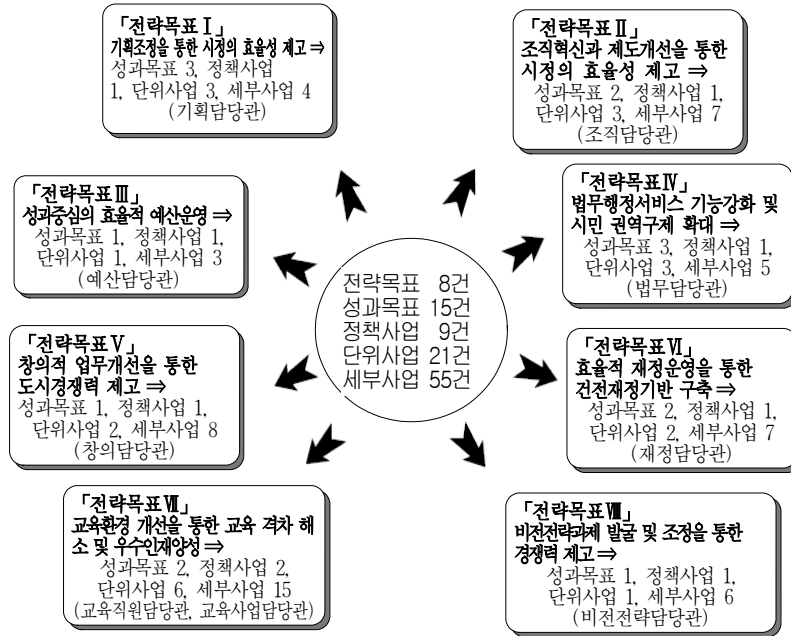 「전략목표Ⅰ」
기획조정을 통한 시정의 효율성 제고 ⇒
성과목표 3, 정책사업
1, 단위사업 3, 세부사업 4
(기획담당관)
「전략목표Ⅱ」
조직혁신과 제도개선을 통한
시정의 효율성 제고 ⇒
성과목표 2, 정책사업 1,
단위사업 3, 세부사업 7
(조직담당관)
「전략목표Ⅲ」
성과중심의 효율적 예산운영 ⇒
성과목표 1, 정책사업 1,
단위사업 1, 세부사업 3
(예산담당관)
「전략목표Ⅳ」
법무행정서비스 기능강화 및
시민 권역구제 확대 ⇒
성과목표 3, 정책사업 1,
단위사업 3, 세부사업 5
(법무담당관)
전략목표 8건
성과목표 15건
정책사업 9건
단위사업 21건
세부사업 55건
「전략목표Ⅴ」
창의적 업무개선을 통한
도시경쟁력 제고 ⇒
성과목표 1, 정책사업 1,
단위사업 2, 세부사업 8
(창의담당관)
「전략목표Ⅵ」
효율적 재정운영을 통한
건전재정기반 구축 ⇒
성과목표 2, 정책사업 1,
단위사업 2, 세부사업 7
(재정담당관)
「전략목표Ⅶ」
교육환경 개선을 통한 교육 격차 해
소 및 우수인재양성 ⇒
성과목표 2, 정책사업 2,
단위사업 6, 세부사업 15
(교육직원담당관, 교육사업담당관)
「전략목표Ⅷ」
비전전략과제 발굴 및 조정을 통한
경쟁력 제고 ⇒
성과목표 1, 정책사업 1,
단위사업 1, 세부사업 6
(비전전략담당관)